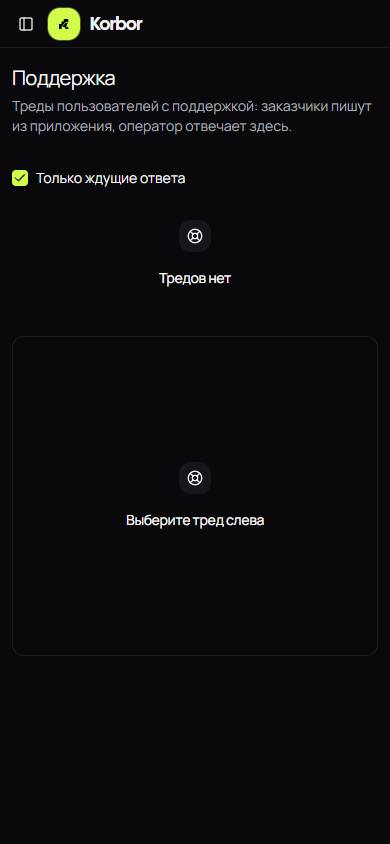 Korbor
Поддержка
Треды пользователей с поддержкой: заказчики пишут
из приложения, оператор отвечает здесь.
Только ждущие ответа
Тредов нет
Выберите тред слева